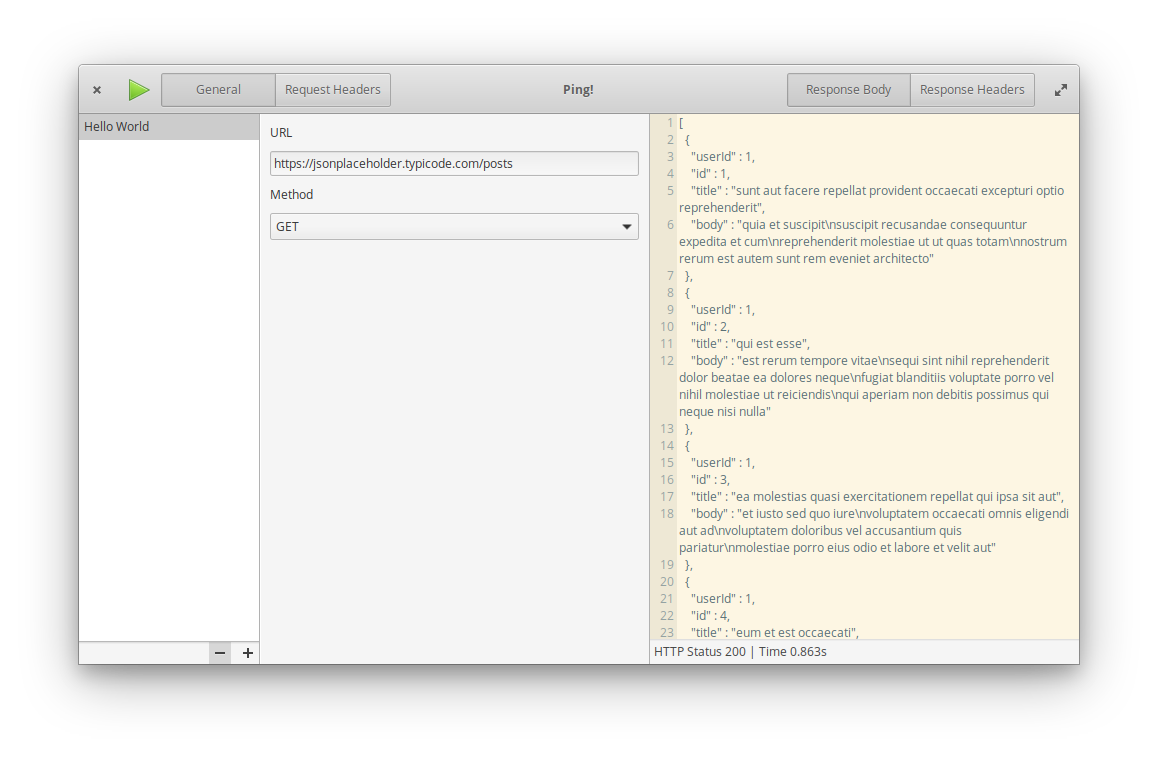 General
Request Headers
Ping!
Response Body
Response Headers
Hello World
URL
https://jsonplaceholder.typicode.com/posts
Method
GET
1 [
2 {
3 "userId" : 1,
4 "id" : 1,
5 "title" : "sunt aut facere repellat provident occaecati excepturi optio
reprehenderit",
6 "body" : "quia et suscipit\nsuscipit recusandae consequuntur
expedita et cum\nreprehenderit molestiae ut ut quas totam\nnostrum
rerum est autem sunt rem eveniet architecto"
7 },
8 {
9 "userId" : 1,
10 "id" : 2,
11 "title" : "qui est esse",
12 "body" : "est rerum tempore vitae\nsequi sint nihil reprehenderit
dolor beatae ea dolores neque\nfugiat blanditiis voluptate porro vel
nihil molestiae ut reiciendis\nqui aperiam non debitis possimus qui
neque nisi nulla"
13 },
14 {
15 "userId" : 1,
16 "id" : 3,
17 "title" : "ea molestias quasi exercitationem repellat qui ipsa sit aut",
18 "body" : "et iusto sed quo iure\nvoluptatem occaecati omnis eligendi
aut ad\nvoluptatem doloribus vel accusantium quis
pariatur\nmolestiae porro eius odio et labore et velit aut"
19 },
20 {
21 "userId" : 1,
22 "id" : 4,
23 "title" : "eum et est occaecati",
HTTP Status 200 | Time 0.863s